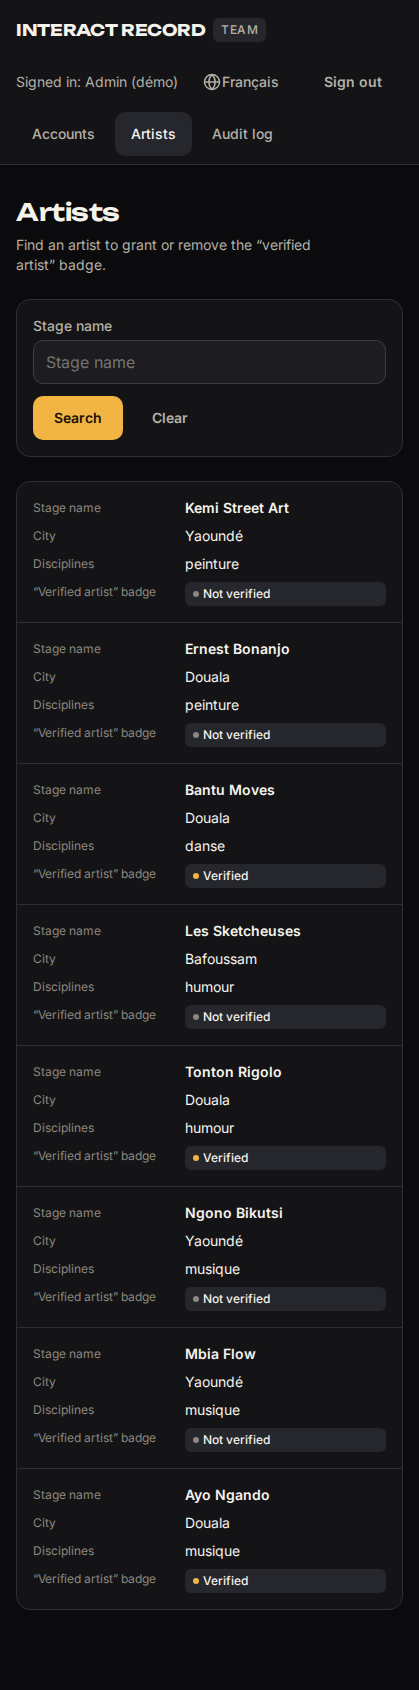 INTERACT RECORD TEAM
Signed in: Admin (démo) Français Sign out
Accounts Artists Audit log
Artists
Find an artist to grant or remove the “verified
artist” badge.
Stage name
Stage name
Search Clear
Stage name Kemi Street Art
City Yaoundé
Disciplines peinture
“Verified artist” badge Not verified
Stage name Ernest Bonanjo
City Douala
Disciplines peinture
“Verified artist” badge Not verified
Stage name Bantu Moves
City Douala
Disciplines danse
“Verified artist” badge Verified
Stage name Les Sketcheuses
City Bafoussam
Disciplines humour
“Verified artist” badge Not verified
Stage name Tonton Rigolo
City Douala
Disciplines humour
“Verified artist” badge Verified
Stage name Ngono Bikutsi
City Yaoundé
Disciplines musique
“Verified artist” badge Not verified
Stage name Mbia Flow
City Yaoundé
Disciplines musique
“Verified artist” badge Not verified
Stage name Ayo Ngando
City Douala
Disciplines musique
“Verified artist” badge Verified